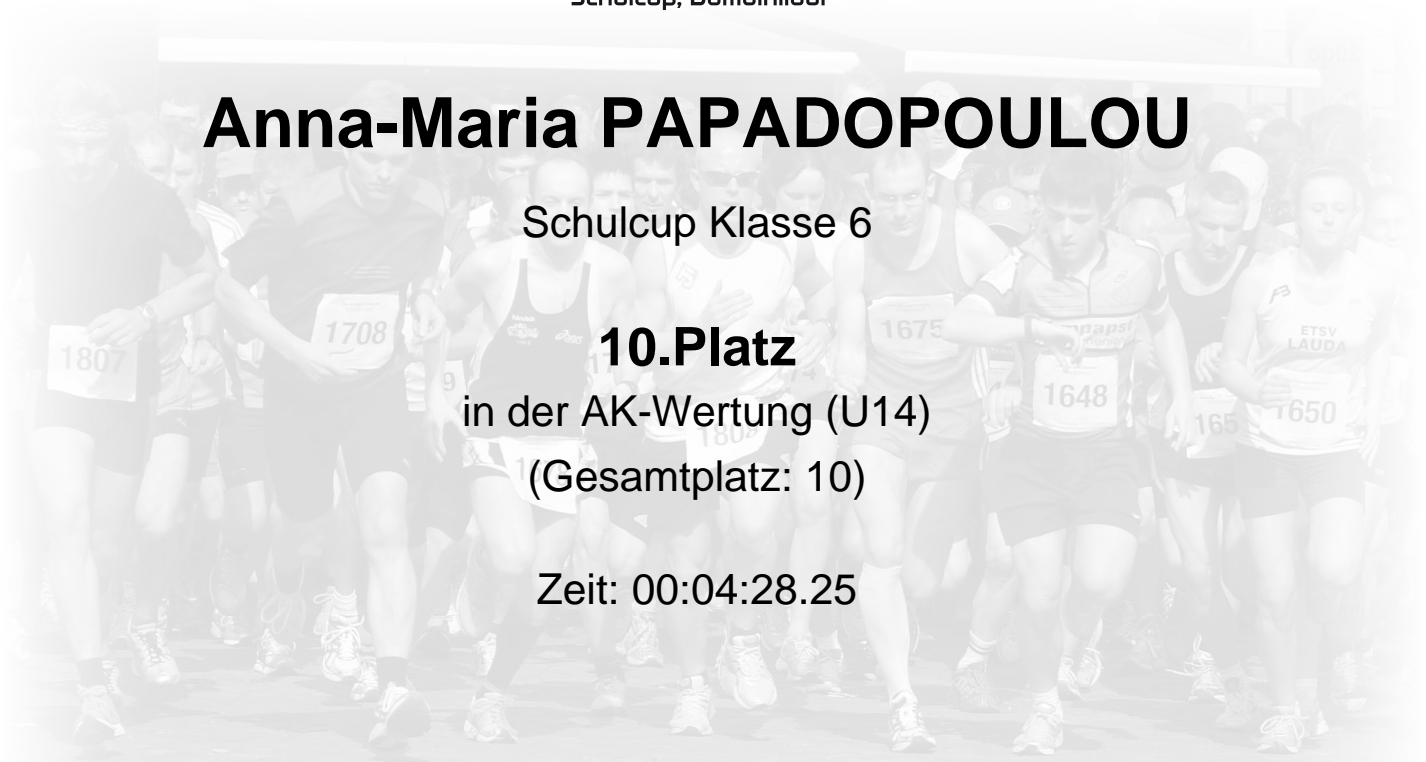 Anna-Maria PAPADOPOULOU
Schulcup Klasse 6
10.Platz
in der AK-Wertung (U14)
(Gesamtplatz: 10)
Zeit: 00:04:28.25
1807
1708
1675
1648
165
1650
ETSV
LAUDA